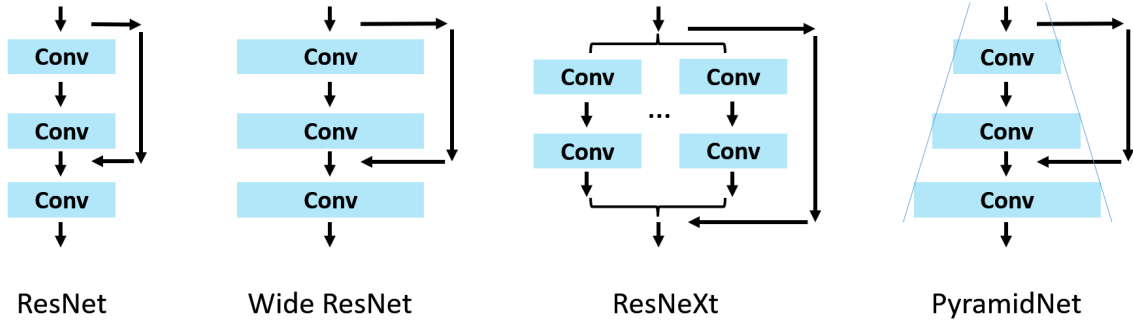 Conv
Conv
Conv
ResNet
Conv
Conv
Conv
Wide ResNet
Conv Conv
...
Conv Conv
ResNeXt
Conv
Conv
Conv
PyramidNet